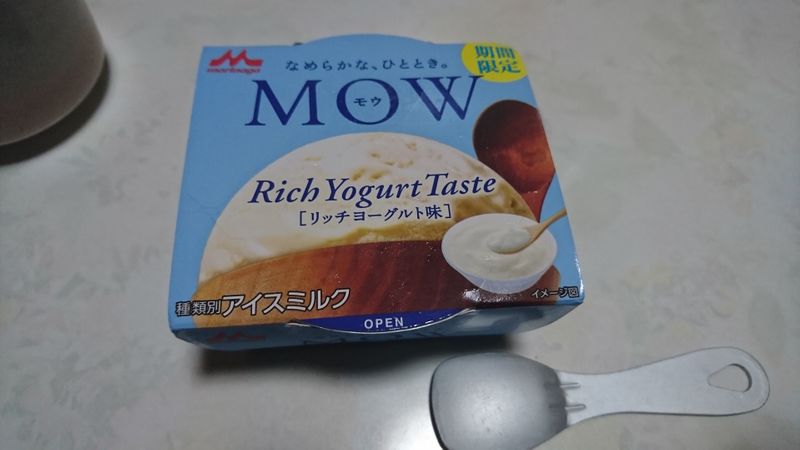 morinaga
なめらかな、ひととき。
期間
限定
MOW
モウ
Rich Yogurt Taste
[リッチヨーグルト味]
種類別アイスミルク
イメージ図
OPEN